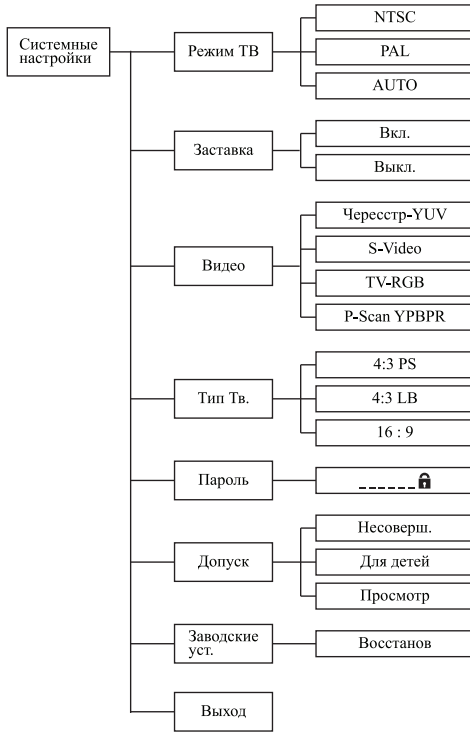 Системные
настройки
Режим ТВ
NTSC
PAL
AUTO
Заставка
Вкл.
Выкл.
Видео
Чересстр-YUV
S-Video
TV-RGB
P-Scan YPBPR
Тип Тв.
4:3 PS
4:3 LB
16 : 9
Пароль
_ _ _ _ _ _
Допуск
Несоверш.
Для детей
Просмотр
Заводские
уст.
Восстанов
Выход